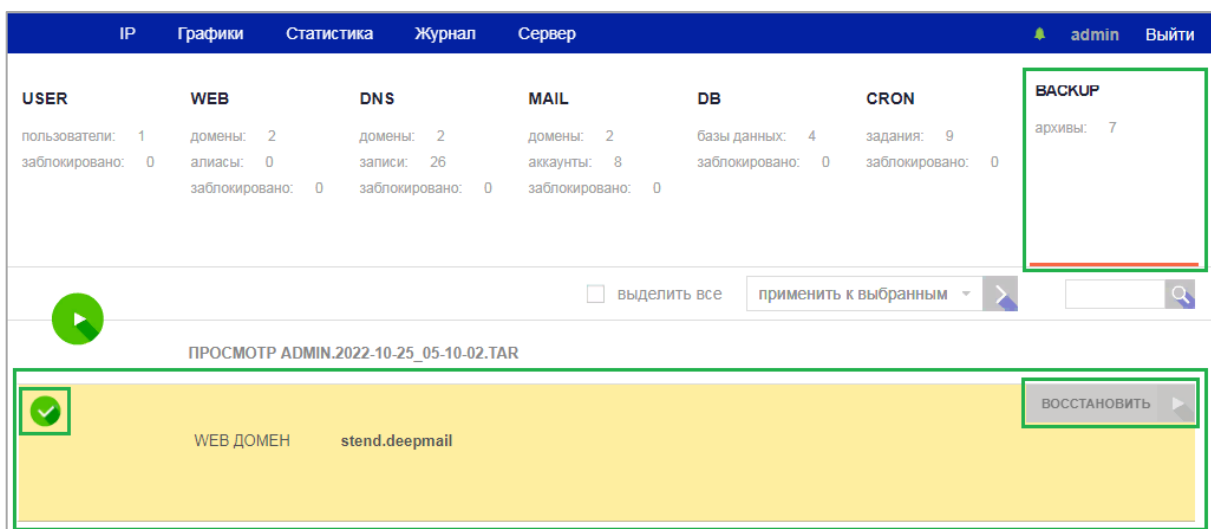 IP Графики Статистика Журнал Сервер admin Выйти
USER WEB DNS MAIL DB CRON BACKUP
пользователи: 1 домены: 2 домены: 2 домены: 2 базы данных: 4 задания: 9 архивы: 7
заблокировано: 0 алиасы: 0 записи: 26 аккаунты: 8 заблокировано: 0 заблокировано: 0
заблокировано: 0 заблокировано: 0 заблокировано: 0
выделить все применить к выбранным
ПРОСМОТР ADMIN.2022-10-25_05-10-02.TAR
ВОССТАНОВИТЬ
WEB ДОМЕН stend.deepmail